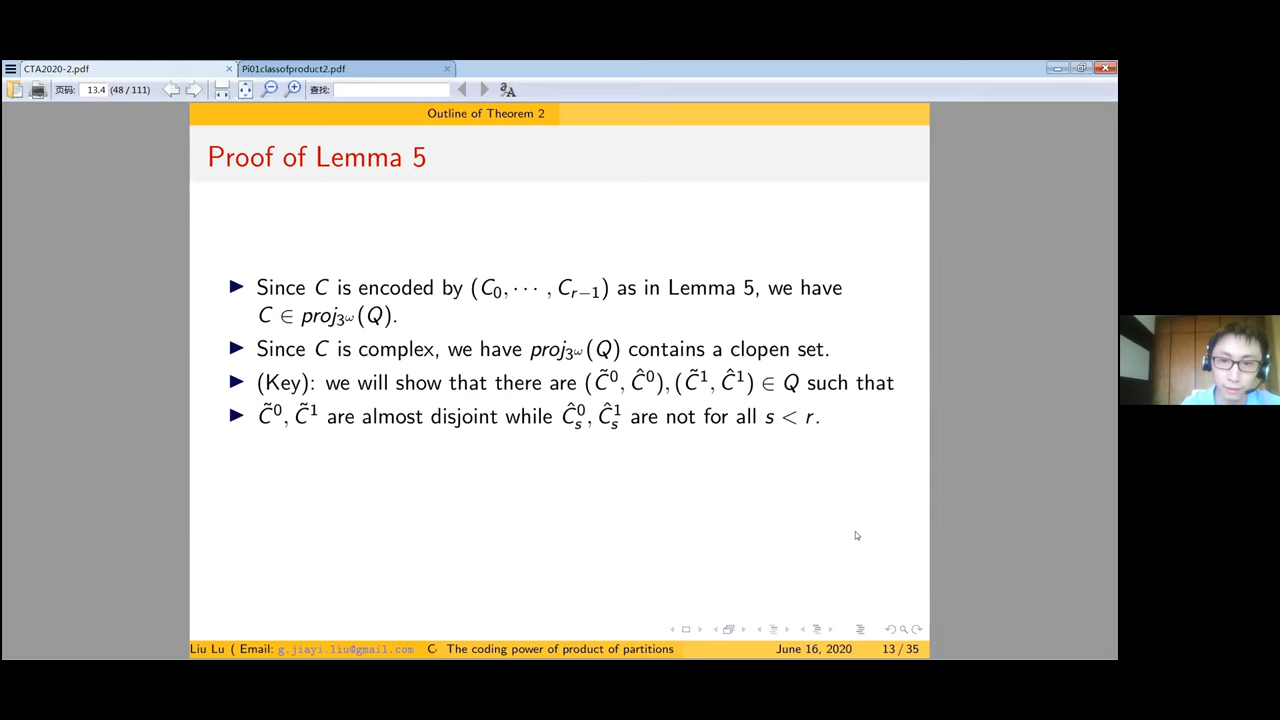 CTA2020-2.pdf × Pi01classofproduct2.pdf ×
页码: 13.4 (48 / 111) 查找:
Outline of Theorem 2
Proof of Lemma 5
▶ Since C is encoded by (C₀, ⋯ , Cᵣ₋₁) as in Lemma 5, we have
C ∈ proj₃ω(Q).
▶ Since C is complex, we have proj₃ω(Q) contains a clopen set.
▶ (Key): we will show that there are (C̃⁰, Ĉ⁰), (C̃¹, Ĉ¹) ∈ Q such that
▶ C̃⁰, C̃¹ are almost disjoint while Ĉ⁰ₛ, Ĉ¹ₛ are not for all s < r.
Liu Lu ( Email: g.jiayi.liu@gmail.com The coding power of product of partitions June 16, 2020 13 / 35